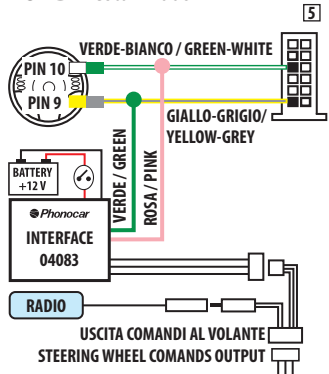 5
VERDE-BIANCO / GREEN-WHITE
PIN 10
PIN 9
GIALLO-GRIGIO/
YELLOW-GREY
VERDE / GREEN
ROSA / PINK
BATTERY
+12 V
Phonocar
INTERFACE
04083
RADIO
USCITA COMANDI AL VOLANTE
STEERING WHEEL COMANDS OUTPUT